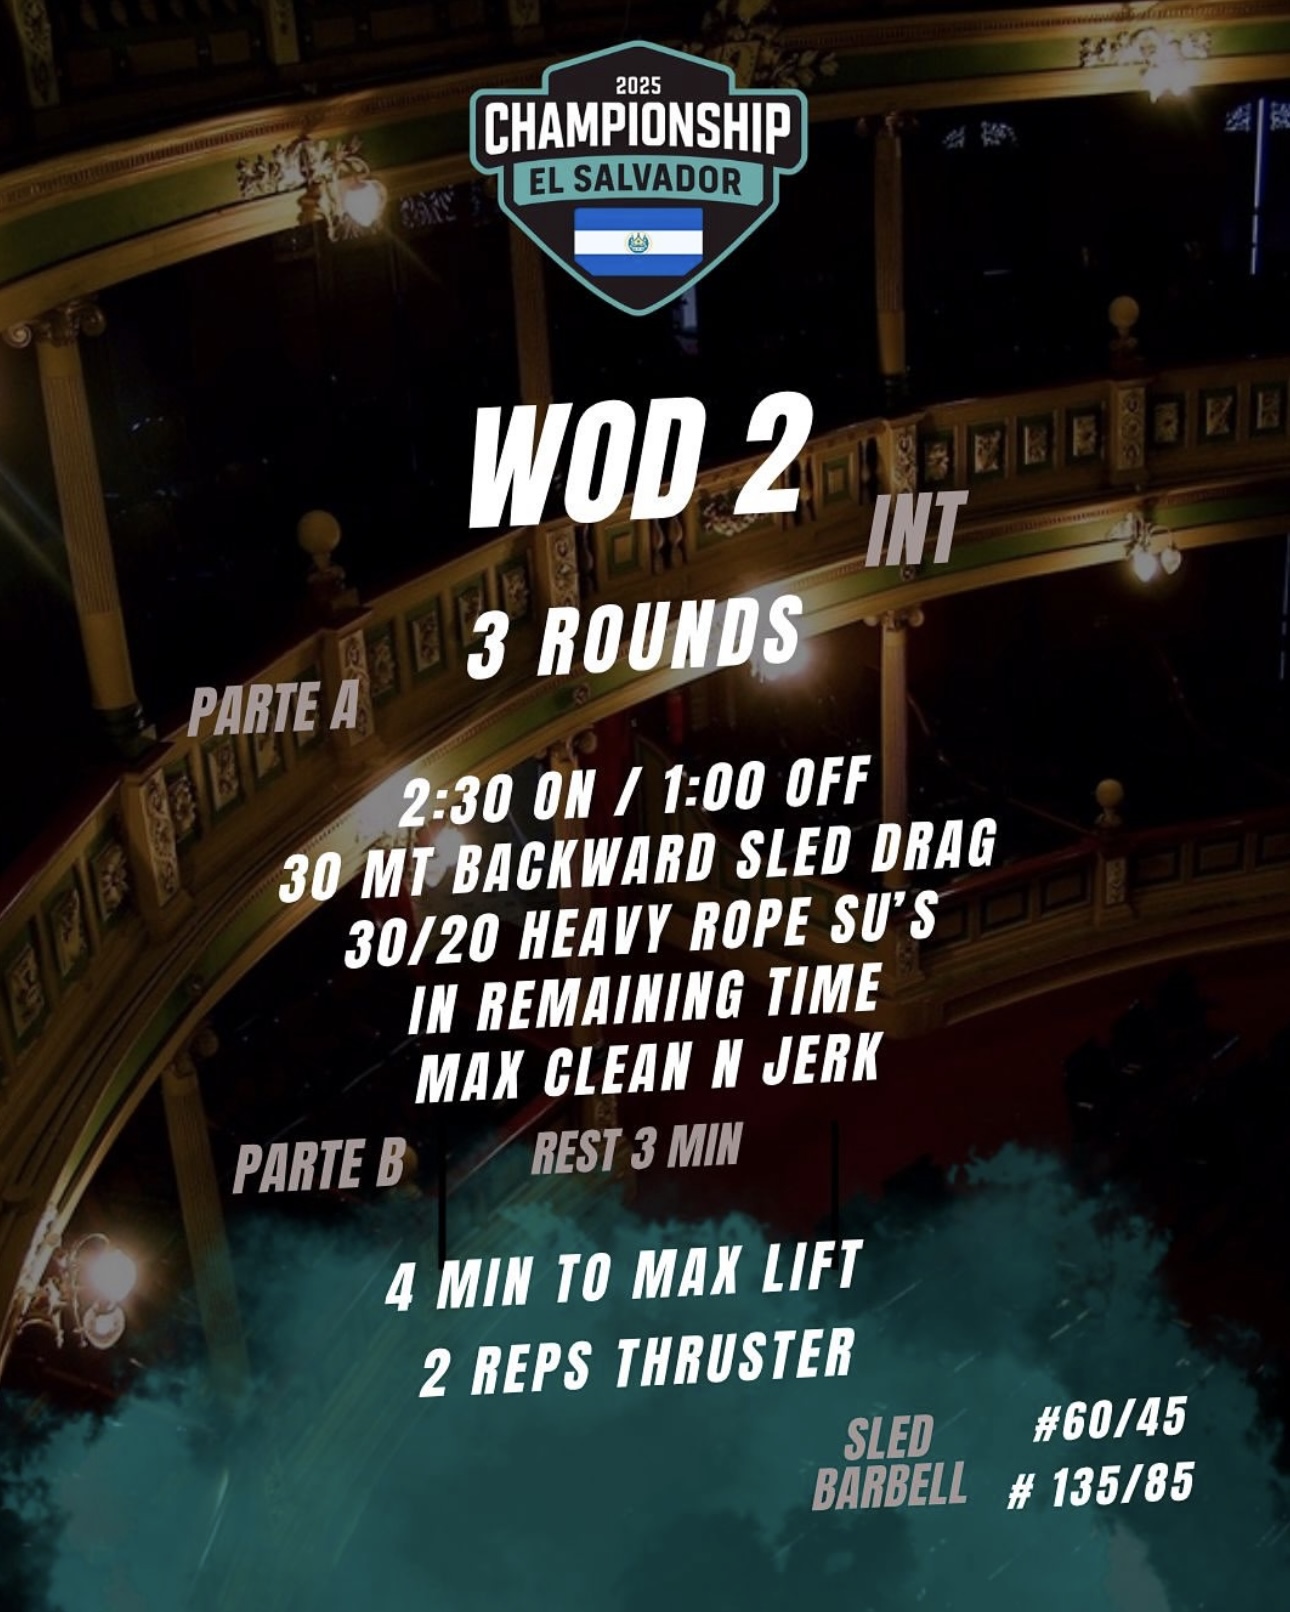 2025
CHAMPIONSHIP
EL SALVADOR
WOD 2
INT
3 ROUNDS
PARTE A
2:30 ON / 1:00 OFF
30 MT BACKWARD SLED DRAG
30/20 HEAVY ROPE SU'S
IN REMAINING TIME
MAX CLEAN N JERK
PARTE B REST 3 MIN
4 MIN TO MAX LIFT
2 REPS THRUSTER
SLED #60/45
BARBELL # 135/85